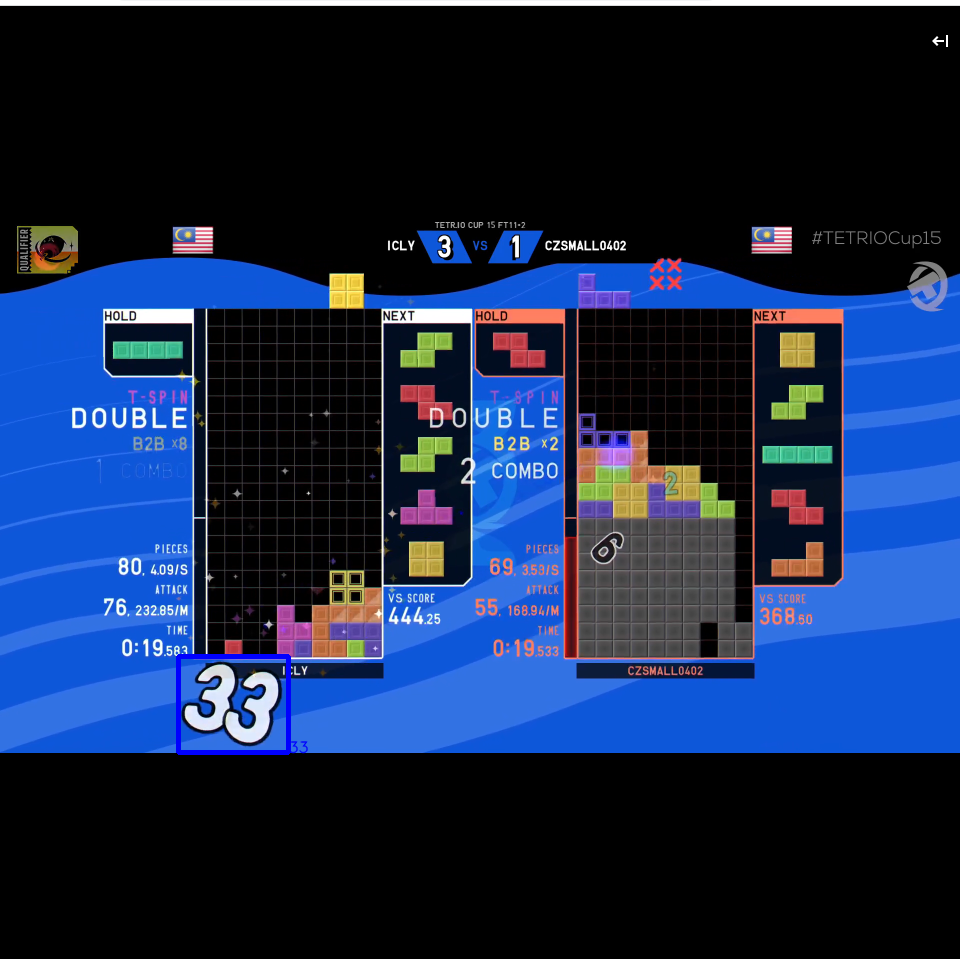 TETR.IO CUP 15 FT11·2
ICLY 3 VS 1 CZSMALL0402
#TETRIOCup15
QUALIFIER
HOLD
NEXT
T-SPIN
DOUBLE
B2B ×8
1 COMBO
PIECES
80, 4.09/S
ATTACK
76, 232.85/M
TIME
0:19.583
VS SCORE
444.25
ICLY
33
33
HOLD
NEXT
T-SPIN
DOUBLE
B2B ×2
2 COMBO
2
6
PIECES
69, 3.53/S
ATTACK
55, 168.94/M
TIME
0:19.533
VS SCORE
368.50
CZSMALL0402